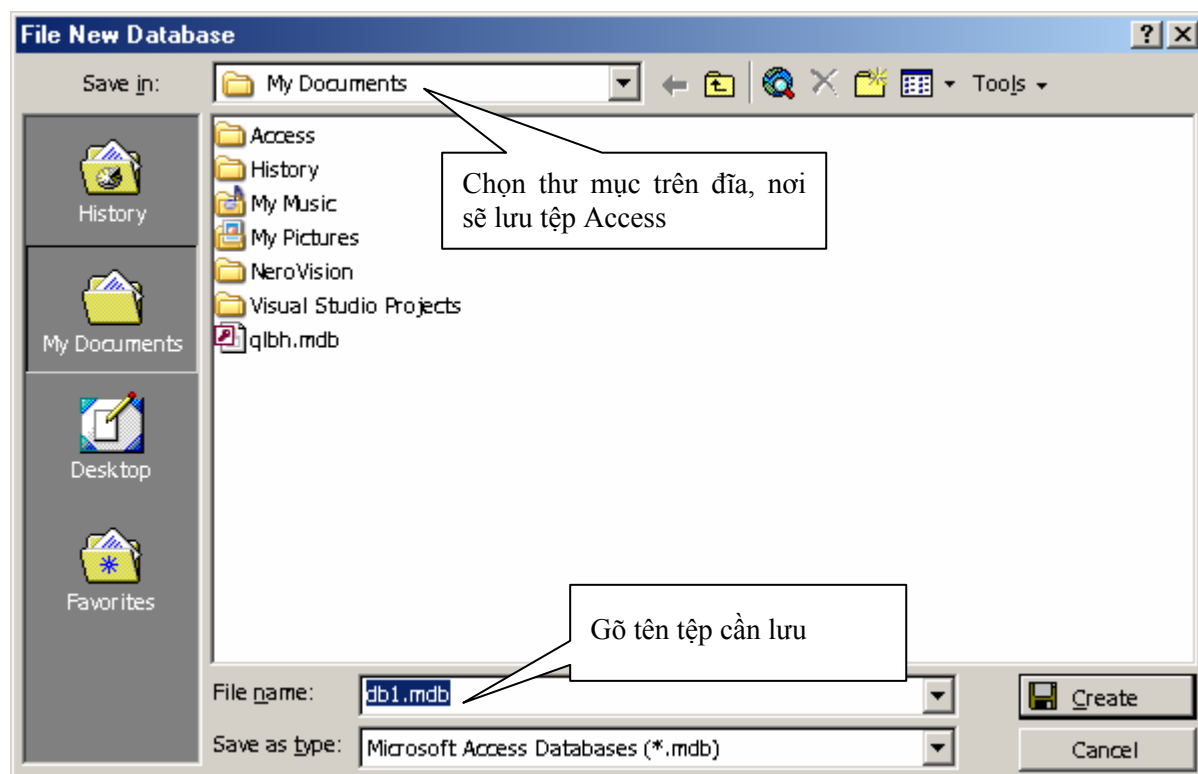 File New Database
Save in:
My Documents
Tools
History
My Documents
Desktop
Favorites
Access
History
My Music
My Pictures
NeroVision
Visual Studio Projects
qlbh.mdb
Chọn thư mục trên đĩa, nơi
sẽ lưu tệp Access
Gõ tên tệp cần lưu
File name:
db1.mdb
Create
Save as type:
Microsoft Access Databases (*.mdb)
Cancel